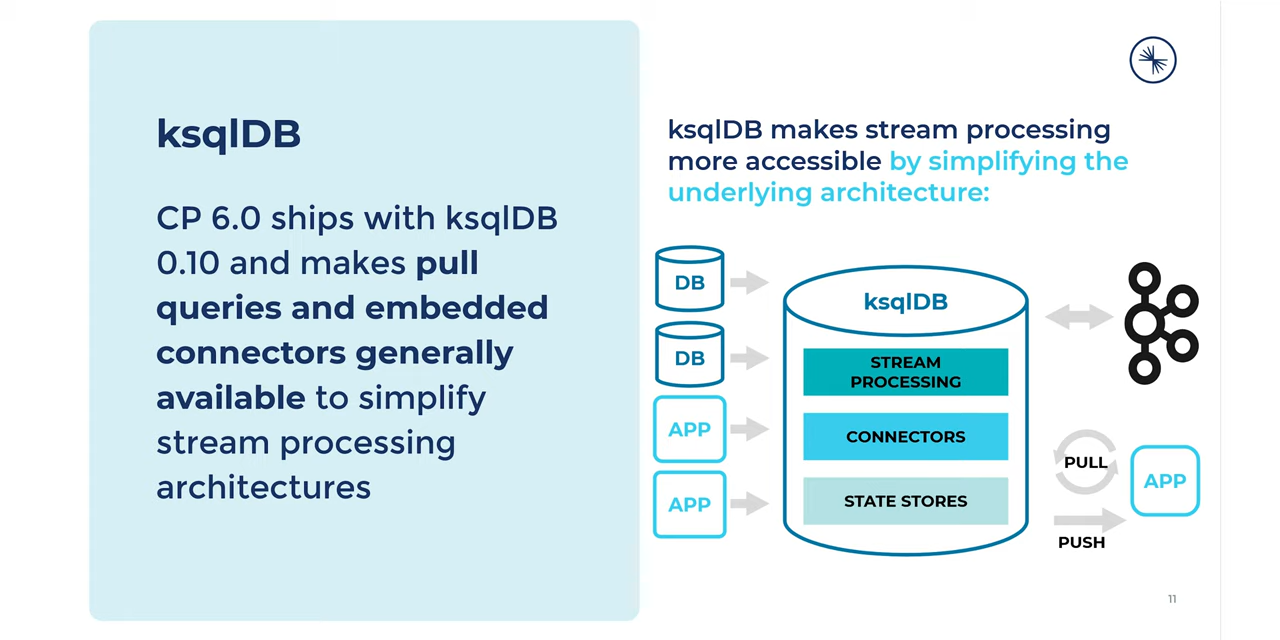 ksqlDB
CP 6.0 ships with ksqlDB
0.10 and makes pull
queries and embedded
connectors generally
available to simplify
stream processing
architectures
ksqlDB makes stream processing
more accessible by simplifying the
underlying architecture:
DB
DB
APP
APP
ksqlDB
STREAM
PROCESSING
CONNECTORS
STATE STORES
PULL
APP
PUSH
11